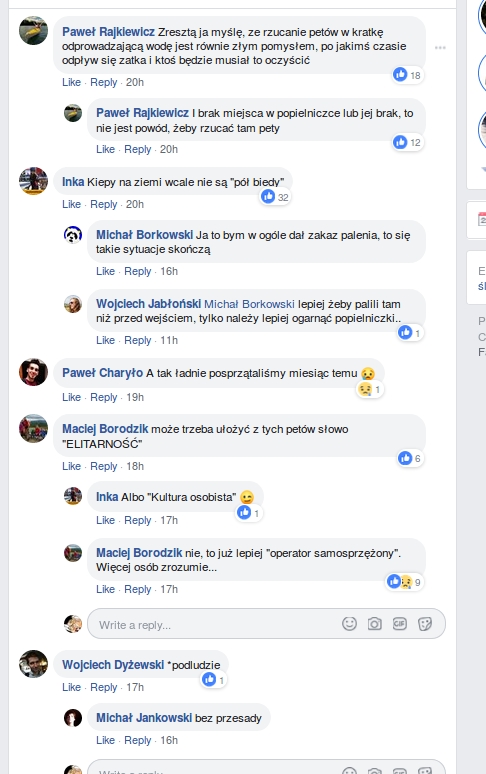 Paweł Rajkiewicz Zresztą ja myślę, ze rzucanie petów w kratkę
odprowadzającą wodę jest równie złym pomysłem, po jakimś czasie
odpływ się zatka i ktoś będzie musiał to oczyścić
18
Like · Reply · 20h
Paweł Rajkiewicz I brak miejsca w popielniczce lub jej brak, to
nie jest powód, żeby rzucać tam pety
12
Like · Reply · 20h
Inka Kiepy na ziemi wcale nie są "pół biedy"
32
Like · Reply · 20h
Michał Borkowski Ja to bym w ogóle dał zakaz palenia, to się
takie sytuacje skończą
Like · Reply · 16h
Wojciech Jabłoński Michał Borkowski lepiej żeby palili tam
niż przed wejściem, tylko należy lepiej ogarnąć popielniczki..
1
Like · Reply · 11h
Paweł Charyło A tak ładnie posprzątaliśmy miesiąc temu
1
Like · Reply · 19h
Maciej Borodzik może trzeba ułożyć z tych petów słowo
"ELITARNOŚĆ"
6
Like · Reply · 18h
Inka Albo "Kultura osobista"
1
Like · Reply · 17h
Maciej Borodzik nie, to już lepiej "operator samosprzężony".
Więcej osób zrozumie...
9
Like · Reply · 17h
Write a reply...
GIF
Wojciech Dyżewski *podludzie
1
Like · Reply · 17h
Michał Jankowski bez przesady
Like · Reply · 16h
Write a reply...